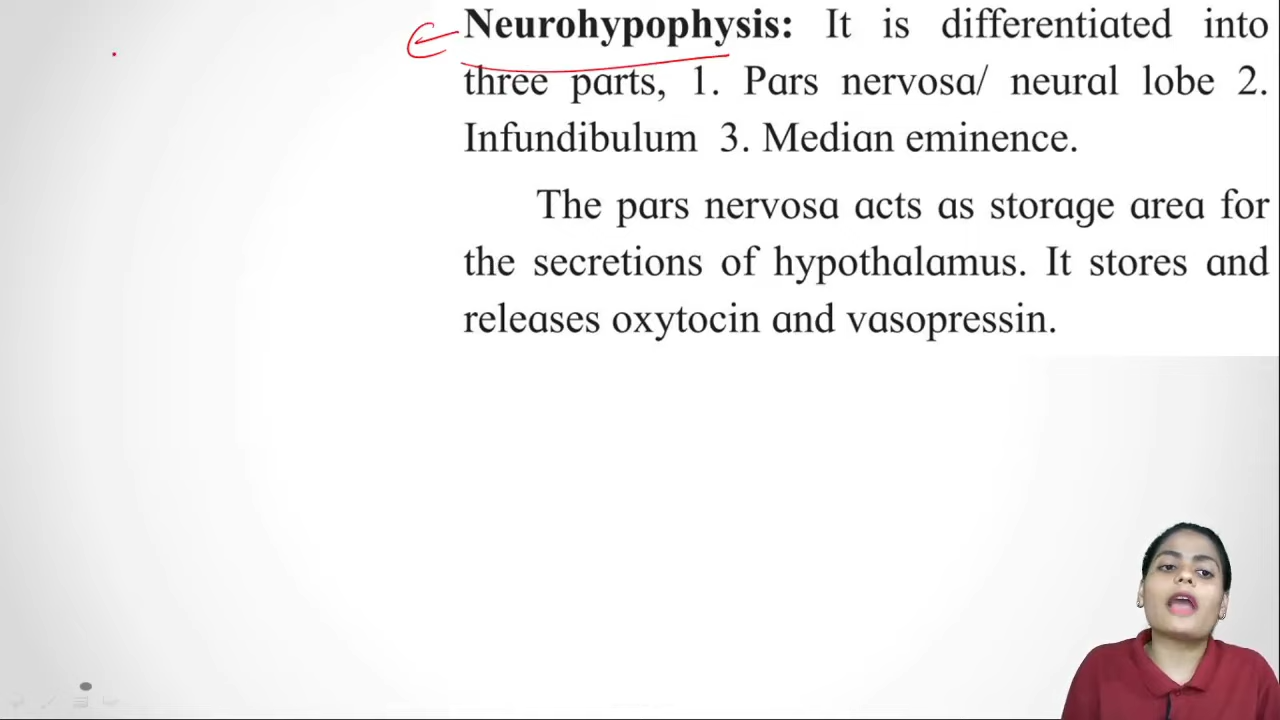 Neurohypophysis: It is differentiated into
three parts, 1. Pars nervosa/ neural lobe 2.
Infundibulum 3. Median eminence.
The pars nervosa acts as storage area for
the secretions of hypothalamus. It stores and
releases oxytocin and vasopressin.